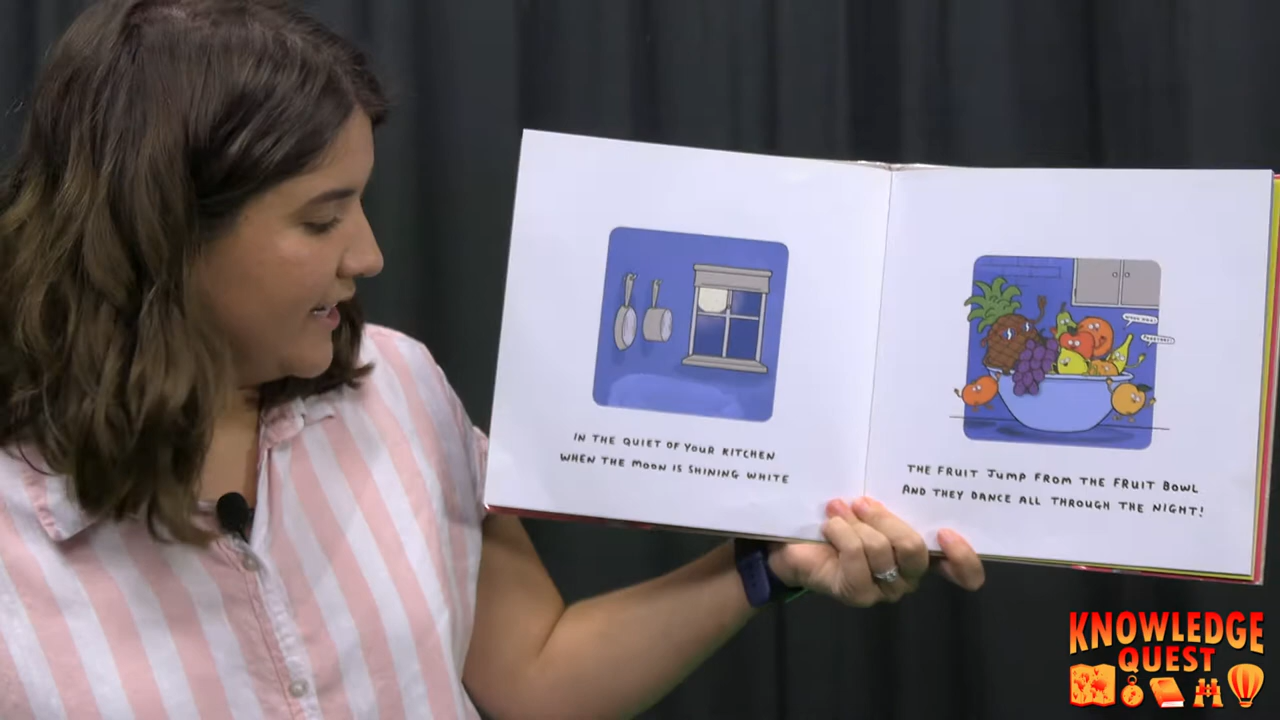 IN THE QUIET OF YOUR KITCHEN
WHEN THE MOON IS SHINING WHITE
THE FRUIT JUMP FROM THE FRUIT BOWL
AND THEY DANCE ALL THROUGH THE NIGHT!
KNOWLEDGE
QUEST